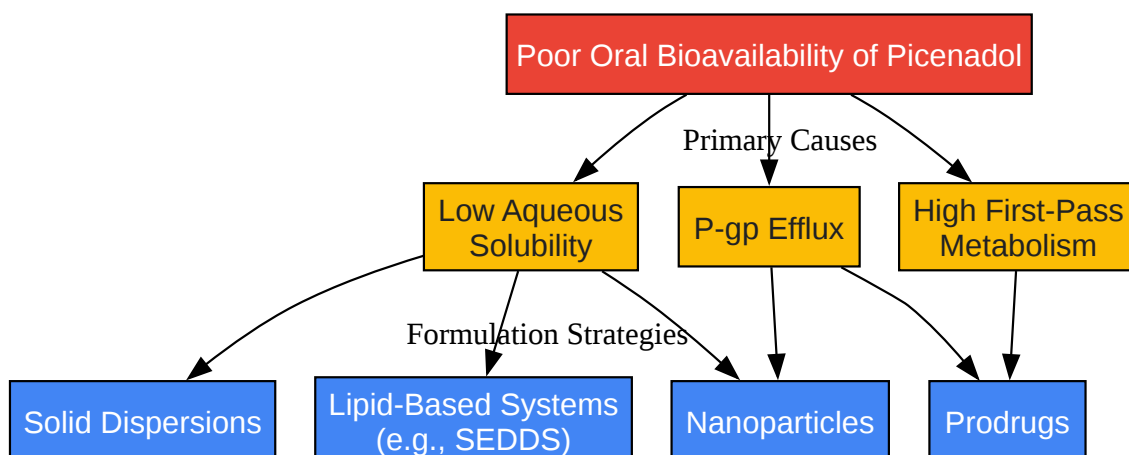 Poor Oral Bioavailability of Picenadol
Primary Causes
Low Aqueous
Solubility
P-gp Efflux
High First-Pass
Metabolism
Formulation Strategies
Solid Dispersions
Lipid-Based Systems
(e.g., SEDDS)
Nanoparticles
Prodrugs